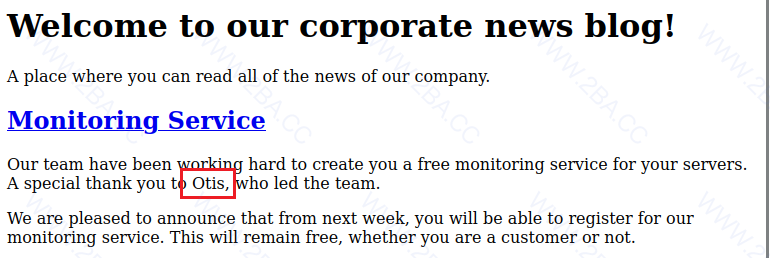 Welcome to our corporate news blog!
A place where you can read all of the news of our company.
Monitoring Service
Our team have been working hard to create you a free monitoring service for your servers.
A special thank you to Otis, who led the team.
We are pleased to announce that from next week, you will be able to register for our
monitoring service. This will remain free, whether you are a customer or not.
WWW.2BA.CC